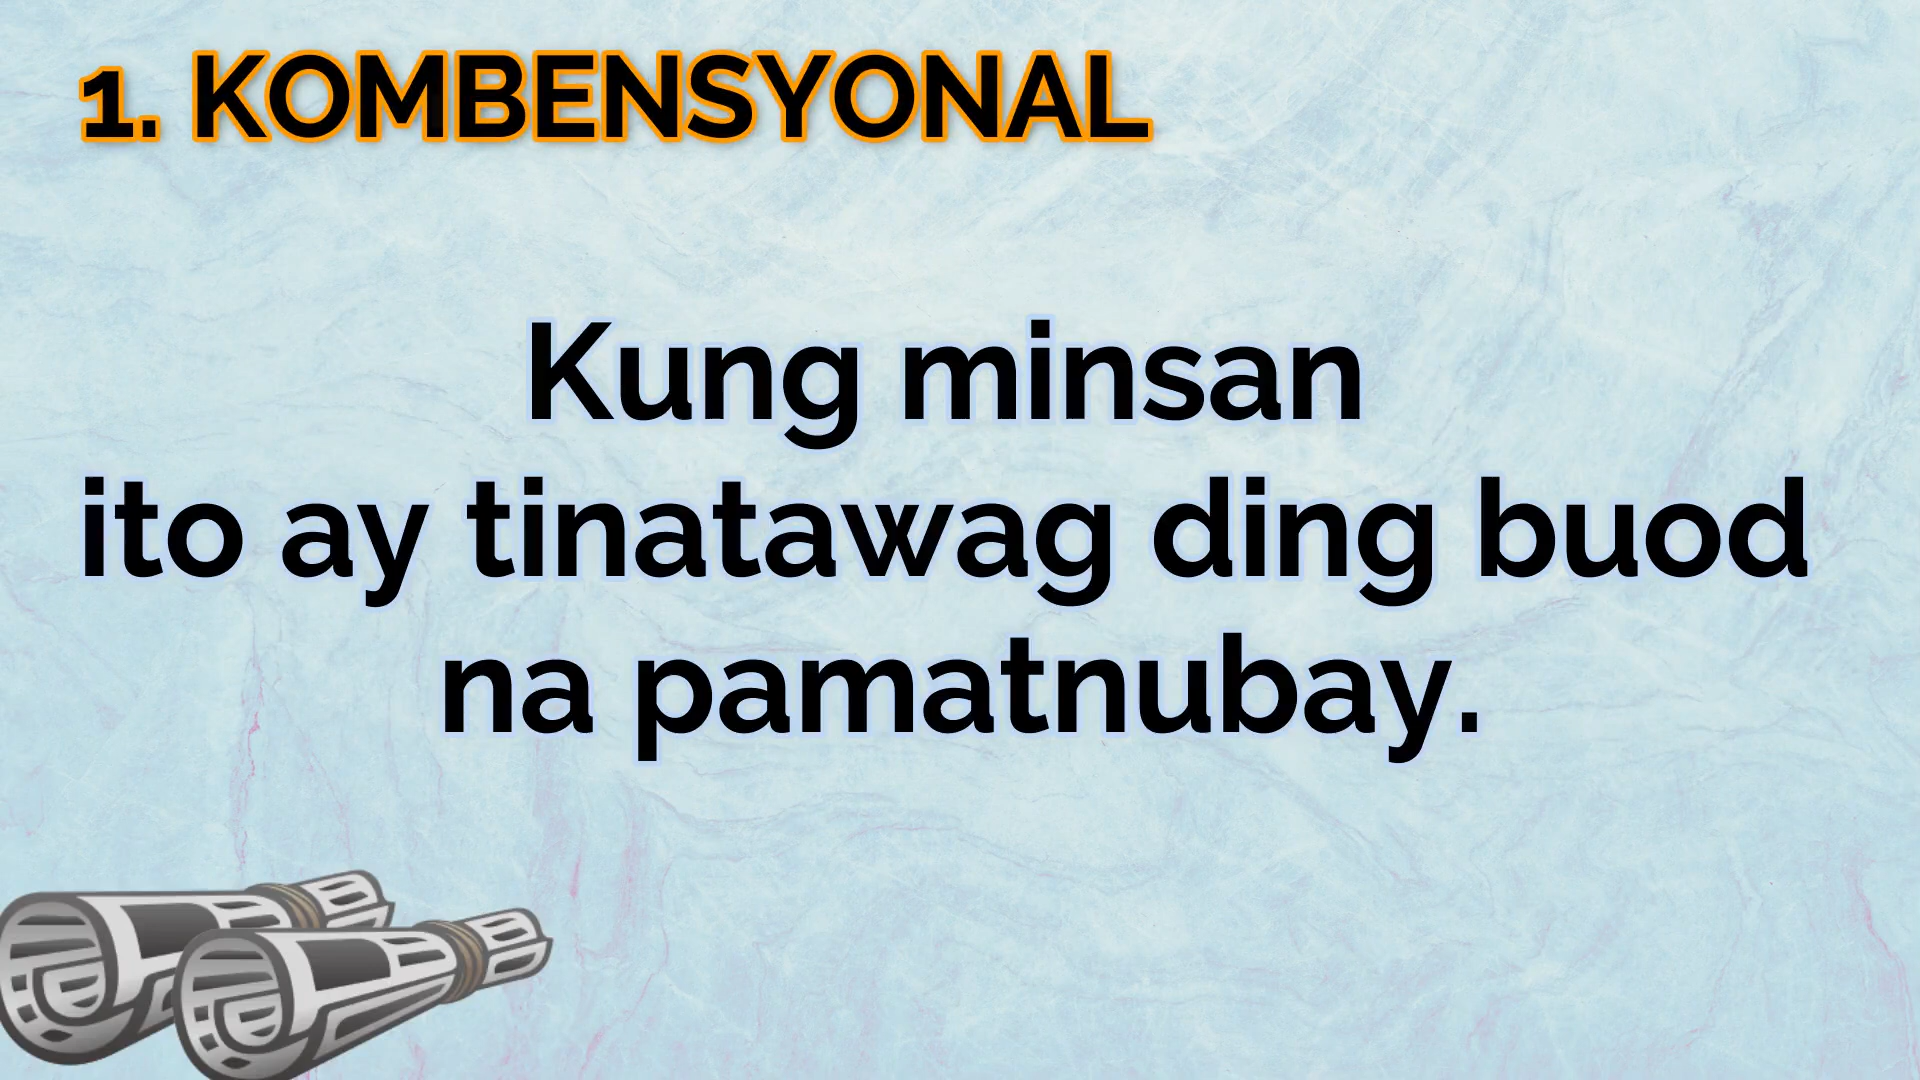 1. KOMBENSYONAL
Kung minsan
ito ay tinatawag ding buod
na pamatnubay.